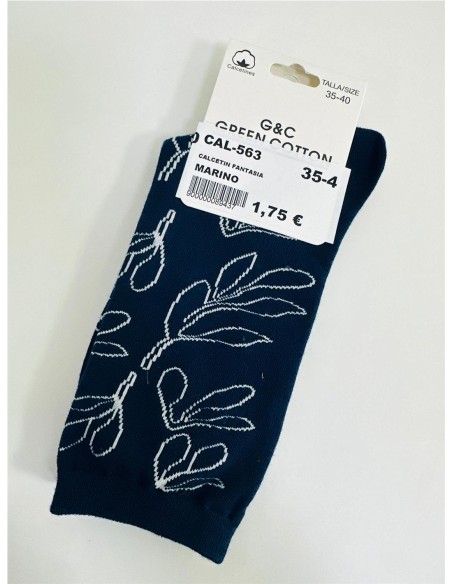 Calcetines
TALLA/SIZE
35-40
G&C
GREEN COTTON
CAL-563
35-4
CALCETIN FANTASIA
MARINO
1,75 €